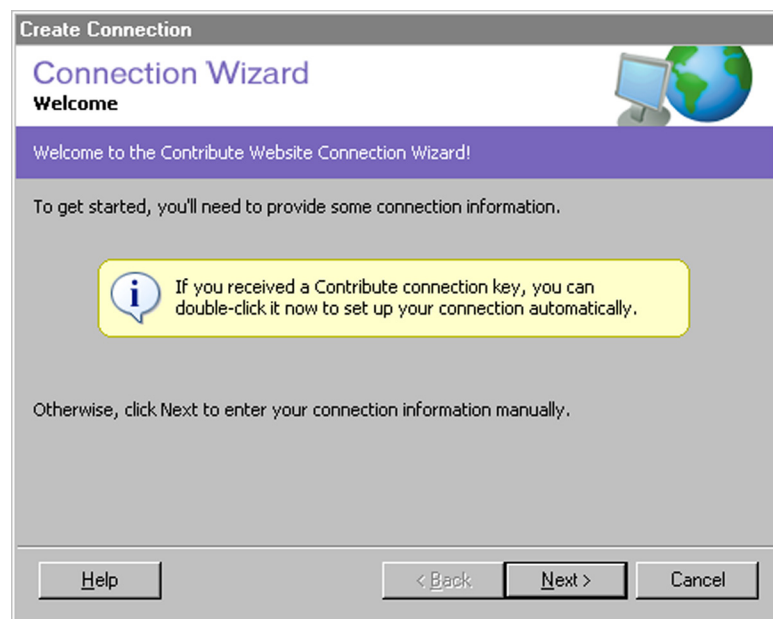 Create Connection
Connection Wizard
Welcome
Welcome to the Contribute Website Connection Wizard!
To get started, you'll need to provide some connection information.
If you received a Contribute connection key, you can
double-click it now to set up your connection automatically.
Otherwise, click Next to enter your connection information manually.
Help
< Back
Next >
Cancel